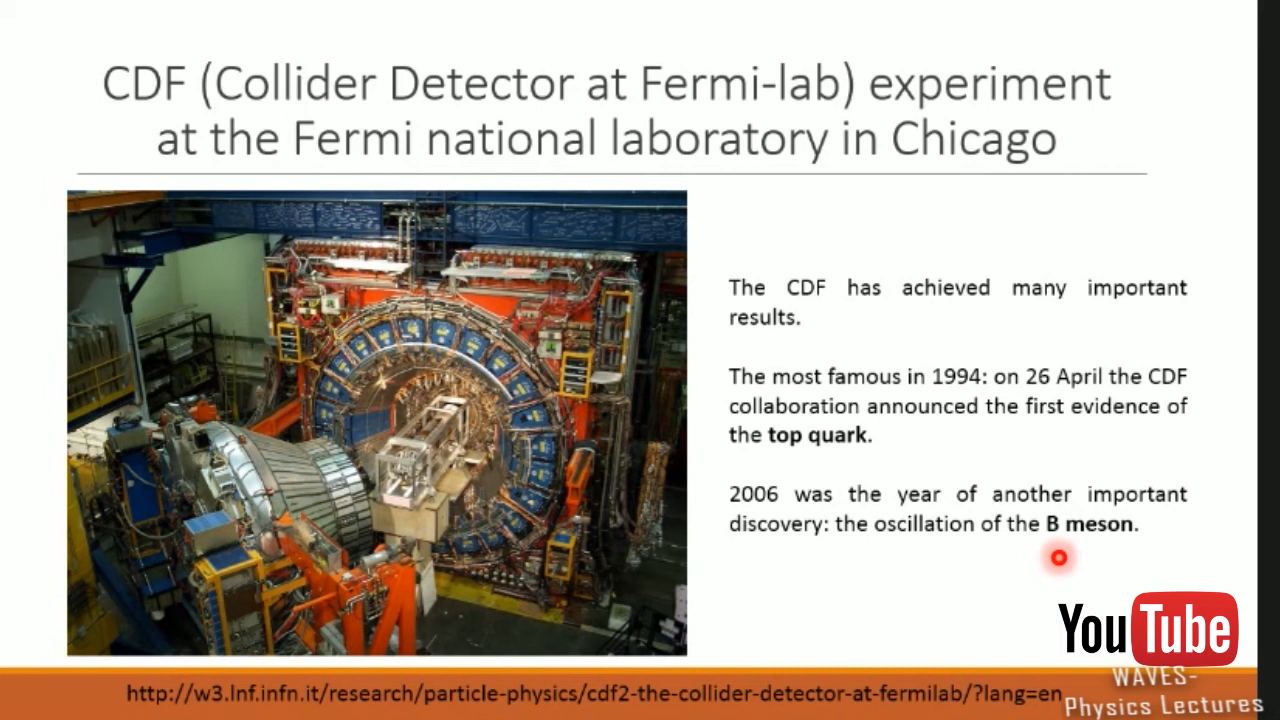 CDF (Collider Detector at Fermi-lab) experiment
at the Fermi national laboratory in Chicago
The CDF has achieved many important
results.
The most famous in 1994: on 26 April the CDF
collaboration announced the first evidence of
the top quark.
2006 was the year of another important
discovery: the oscillation of the B meson.
YouTube
WAVES-
Physics Lectures
http://w3.lnf.infn.it/research/particle-physics/cdf2-the-collider-detector-at-fermilab/?lang=en